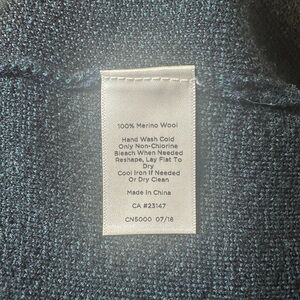 100% Merino Wool
Hand Wash Cold
Only Non-Chlorine
Bleach When Needed
Reshape, Lay Flat To
Dry
Cool Iron If Needed
Or Dry Clean
Made In China
CA #23147
CN5000 07/18